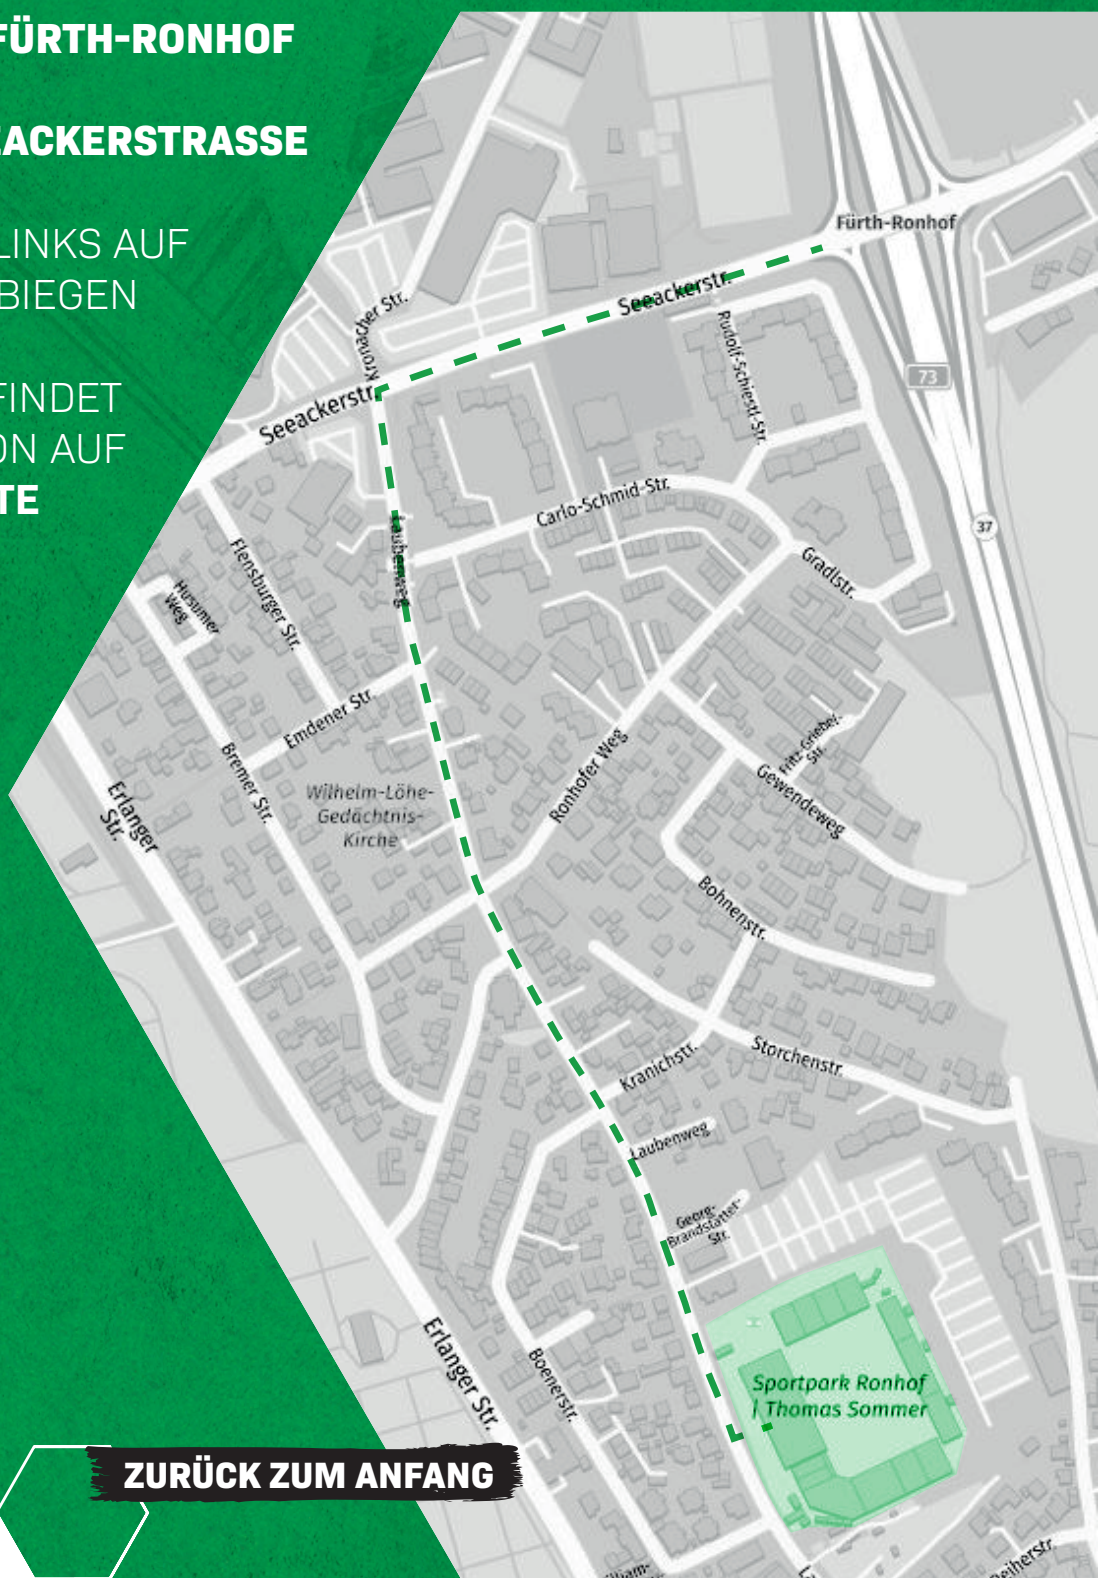 FÜRTH-RONHOF
EACKERSTRASSE
LINKS AUF
BIEGEN
FINDET
ON AUF
TE
Fürth-Ronhof
Seeackerstr.
Kronacher Str.
Rudolf-Schiestl-Str.
73
Seeackerstr.
Carlo-Schmid-Str.
Laubenweg
37
Flensburger Str.
Gradlstr.
Husumer
Weg
Emdener Str.
Fritz-Griebel-
Str.
Bremer Str.
Ronhofer Weg
Gewendeweg
Wilhelm-Löhe-
Gedächtnis-
Kirche
Erlanger
Str.
Bohnenstr.
Storchenstr.
Kranichstr.
Laubenweg
Georg-
Brandstätter-
Str.
Erlanger Str.
Boenerstr.
Sportpark Ronhof
| Thomas Sommer
ZURÜCK ZUM ANFANG
eiherstr.